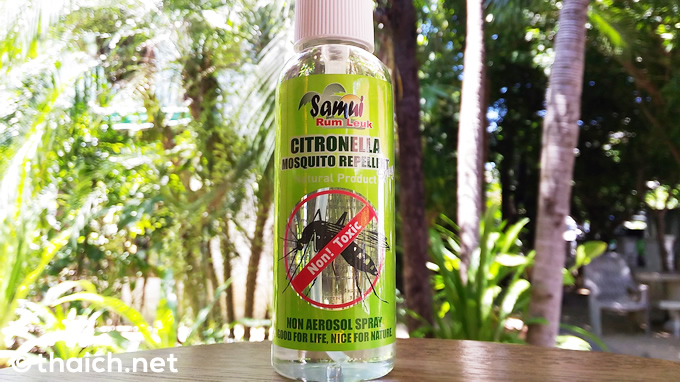 Samui
Rum Leuk
CITRONELLA
MOSQUITO REPELLENT
Natural Product
Non! Toxic
NON AEROSOL SPRAY
GOOD FOR LIFE, NICE FOR NATURE
© thaich.net